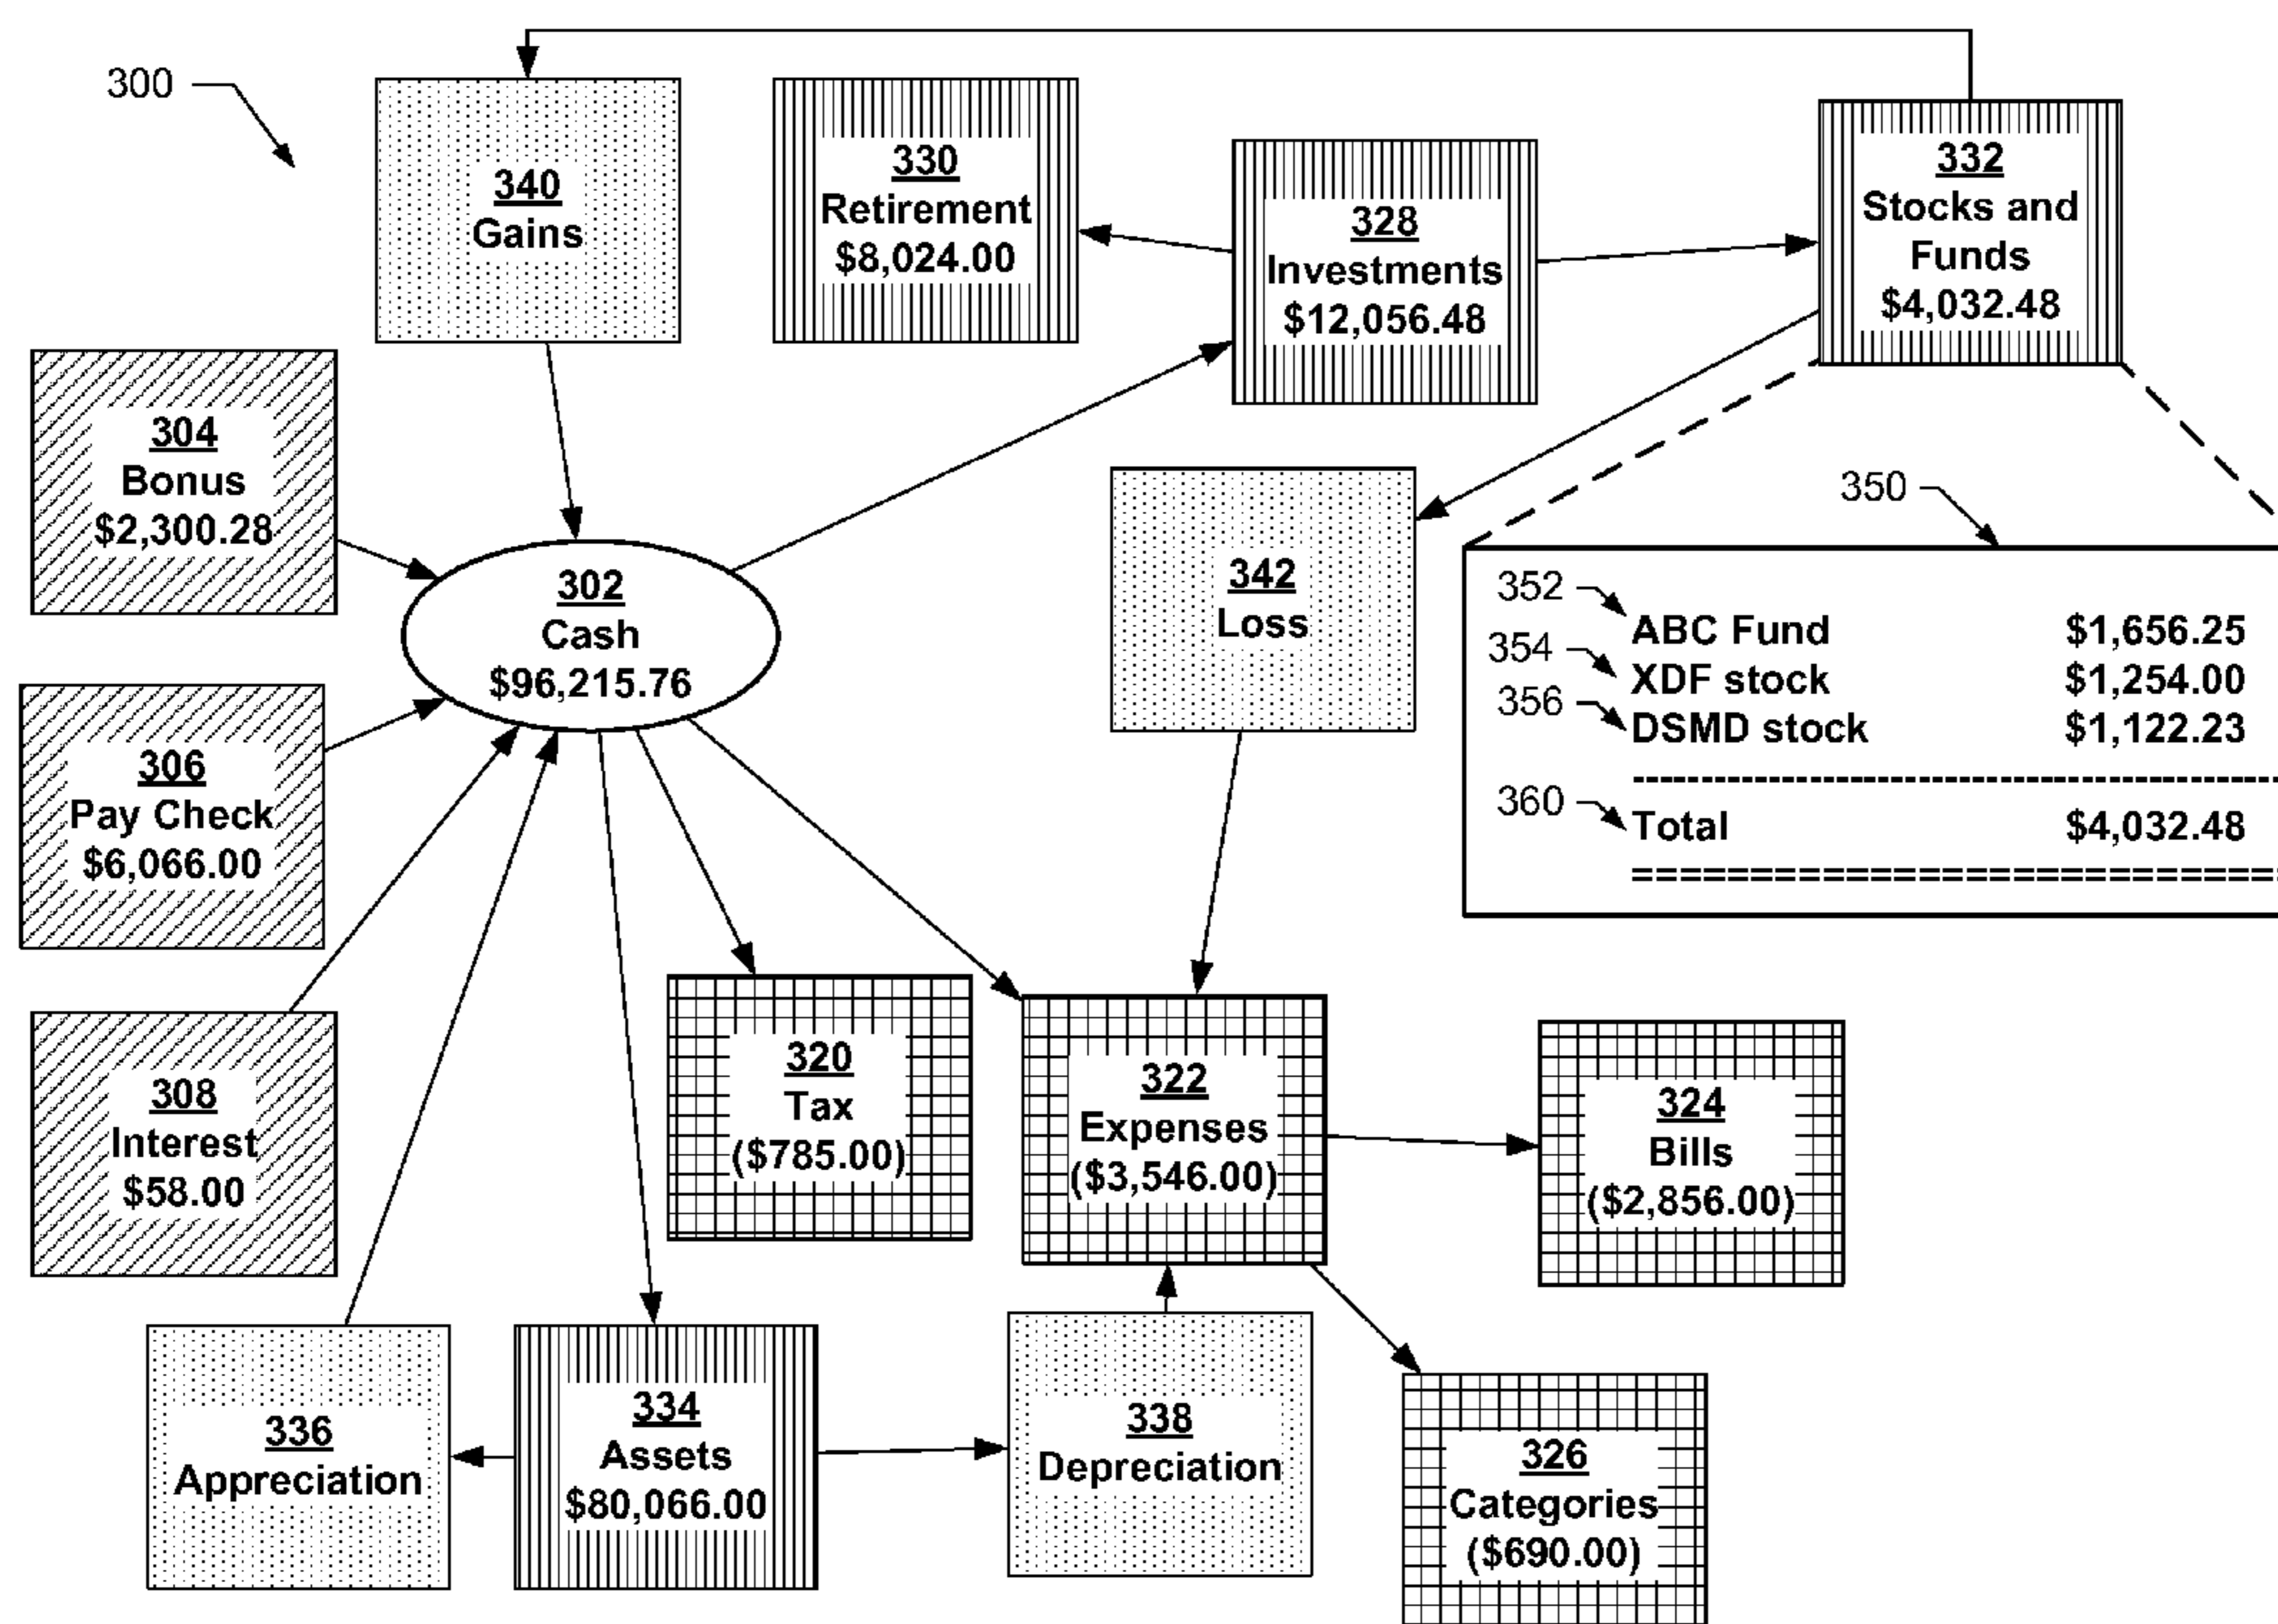 300
340
Gains
330
Retirement
$8,024.00
328
Investments
$12,056.48
332
Stocks and
Funds
$4,032.48
304
Bonus
$2,300.28
302
Cash
$96,215.76
342
Loss
350
352
ABC Fund $1,656.25
354
XDF stock $1,254.00
356
DSMD stock $1,122.23
--------------------------------------------------
360
Total $4,032.48
===========================
306
Pay Check
$6,066.00
308
Interest
$58.00
320
Tax
($785.00)
322
Expenses
($3,546.00)
324
Bills
($2,856.00)
336
Appreciation
334
Assets
$80,066.00
338
Depreciation
326
Categories
($690.00)